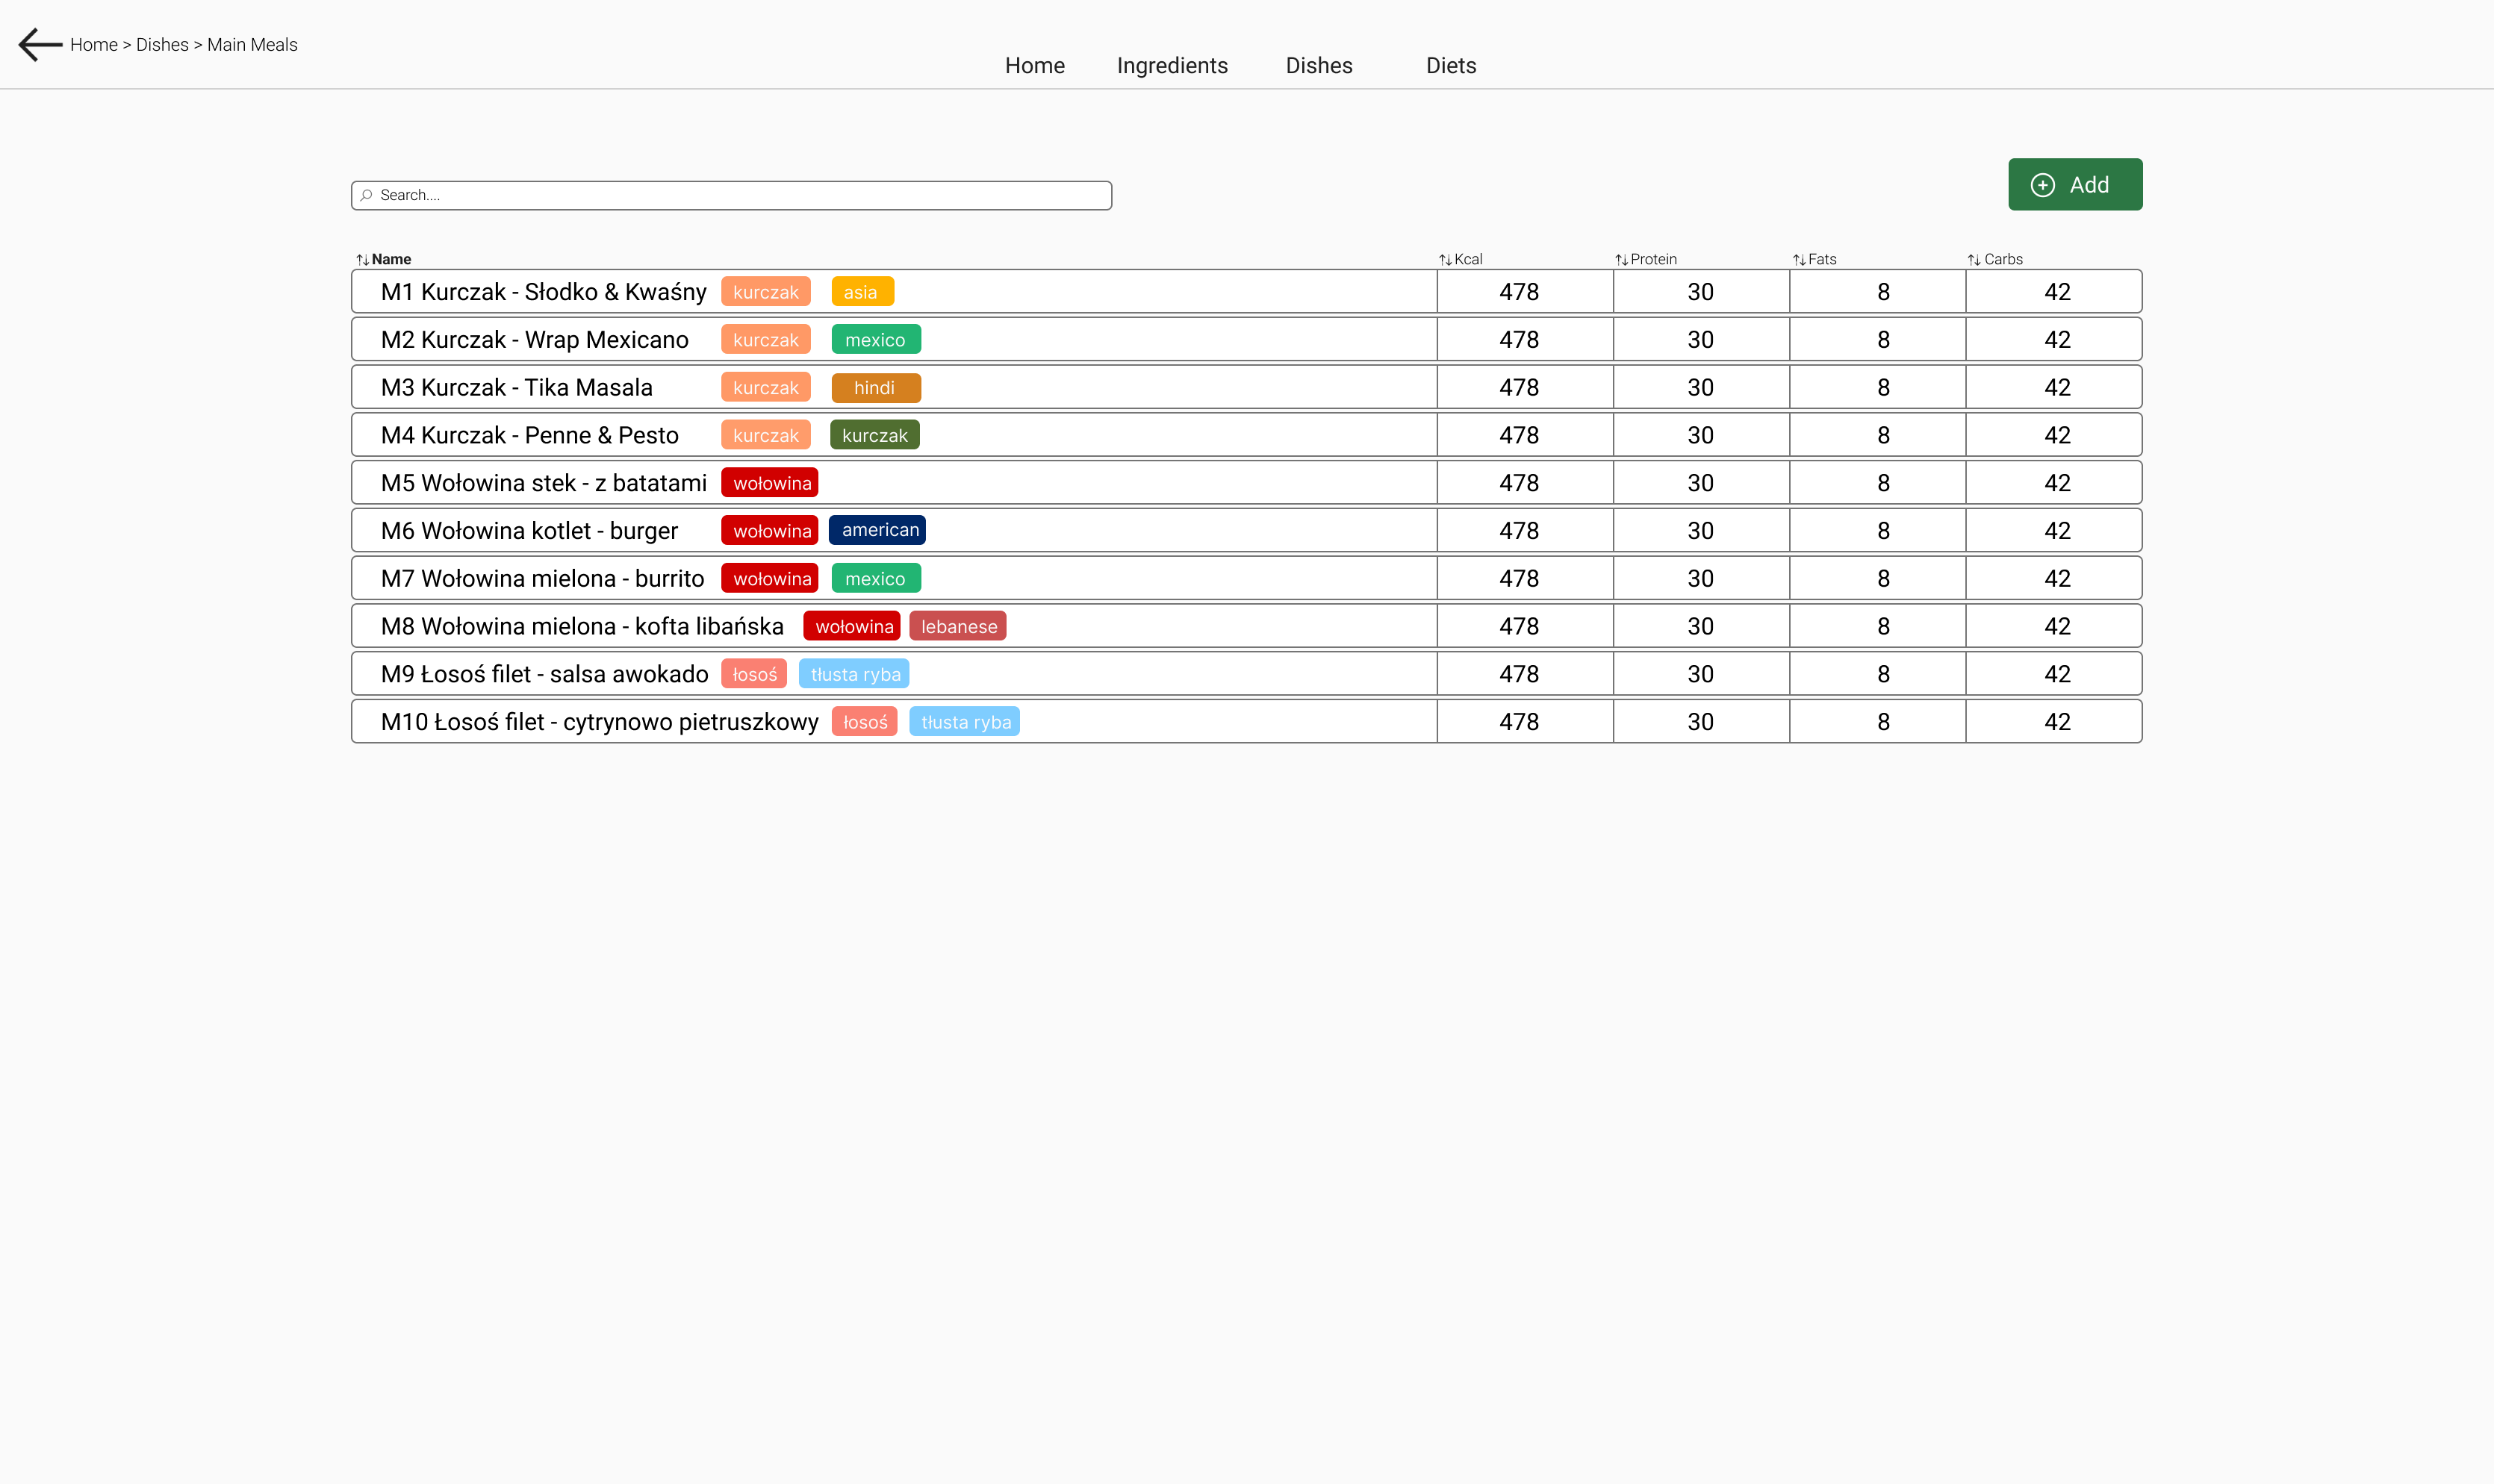 Home > Dishes > Main Meals
Home Ingredients Dishes Diets
Search....
Add
Name Kcal Protein Fats Carbs
M1 Kurczak - Słodko & Kwaśny kurczak asia 478 30 8 42
M2 Kurczak - Wrap Mexicano kurczak mexico 478 30 8 42
M3 Kurczak - Tika Masala kurczak hindi 478 30 8 42
M4 Kurczak - Penne & Pesto kurczak kurczak 478 30 8 42
M5 Wołowina stek - z batatami wołowina 478 30 8 42
M6 Wołowina kotlet - burger wołowina american 478 30 8 42
M7 Wołowina mielona - burrito wołowina mexico 478 30 8 42
M8 Wołowina mielona - kofta libańska wołowina lebanese 478 30 8 42
M9 Łosoś filet - salsa awokado łosoś tłusta ryba 478 30 8 42
M10 Łosoś filet - cytrynowo pietruszkowy łosoś tłusta ryba 478 30 8 42